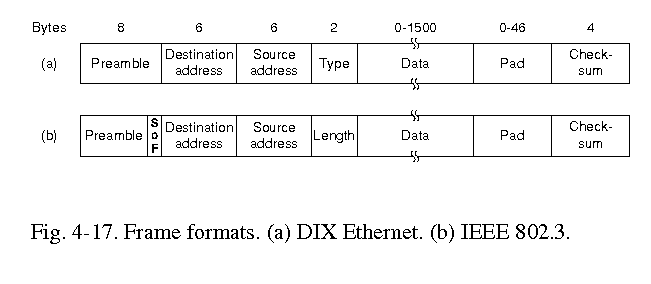 Bytes 8 6 6 2 0-1500 0-46 4
(a) Preamble Destination address Source address Type Data Pad Check-sum
(b) Preamble SoF Destination address Source address Length Data Pad Check-sum
Fig. 4-17. Frame formats. (a) DIX Ethernet. (b) IEEE 802.3.